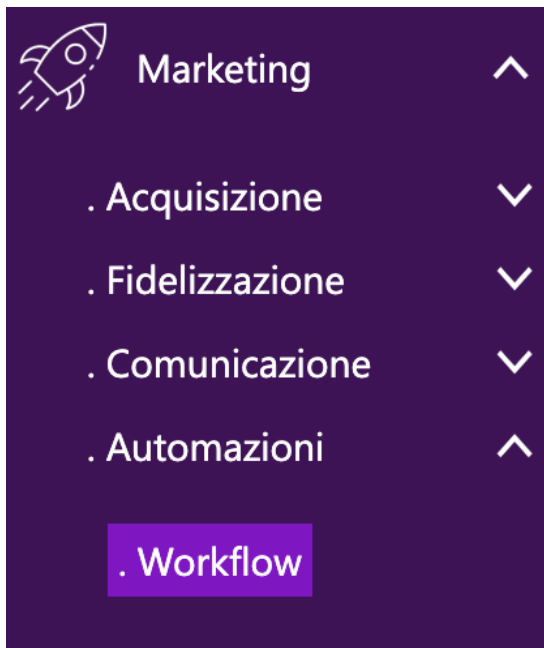 Marketing
. Acquisizione
. Fidelizzazione
. Comunicazione
. Automazioni
. Workflow